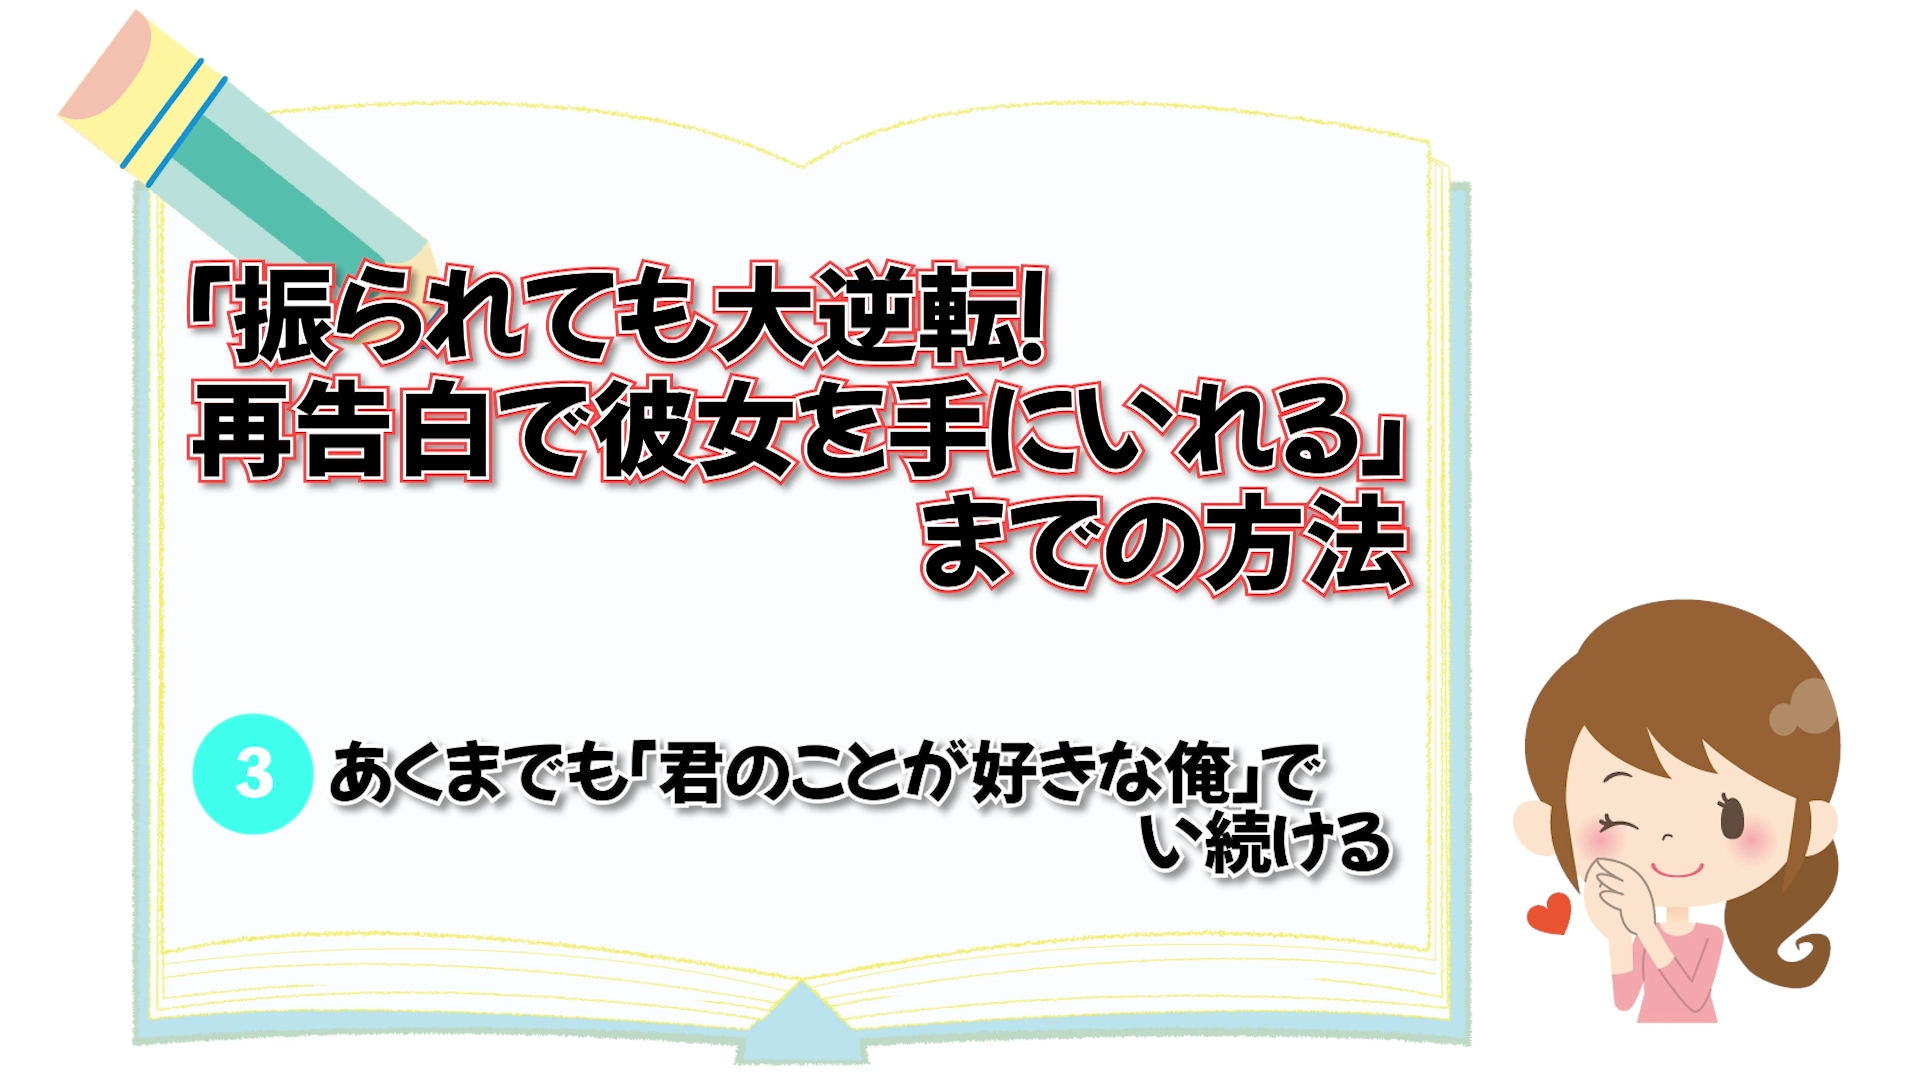 「振られても大逆転!
再告白で彼女を手にいれる」
までの方法
3 あくまでも「君のことが好きな俺」で
い続ける